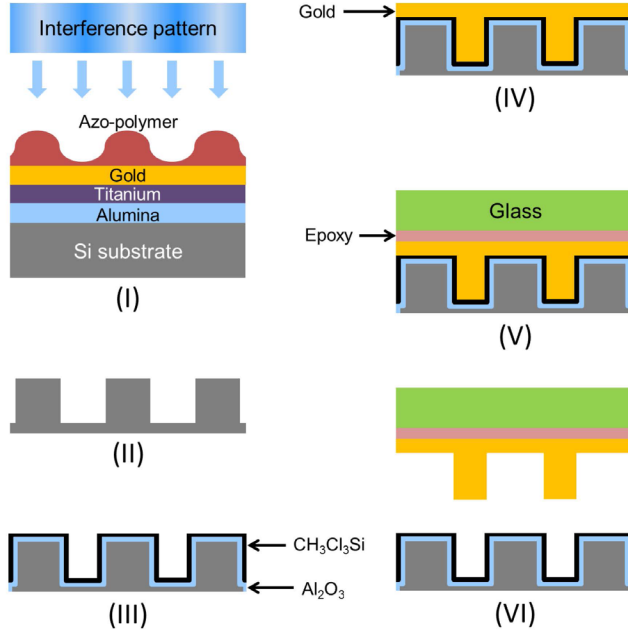 Interference pattern
Azo-polymer
Gold
Titanium
Alumina
Si substrate
(I)
(II)
CH₃Cl₃Si
Al₂O₃
(III)
Gold
(IV)
Glass
Epoxy
(V)
(VI)